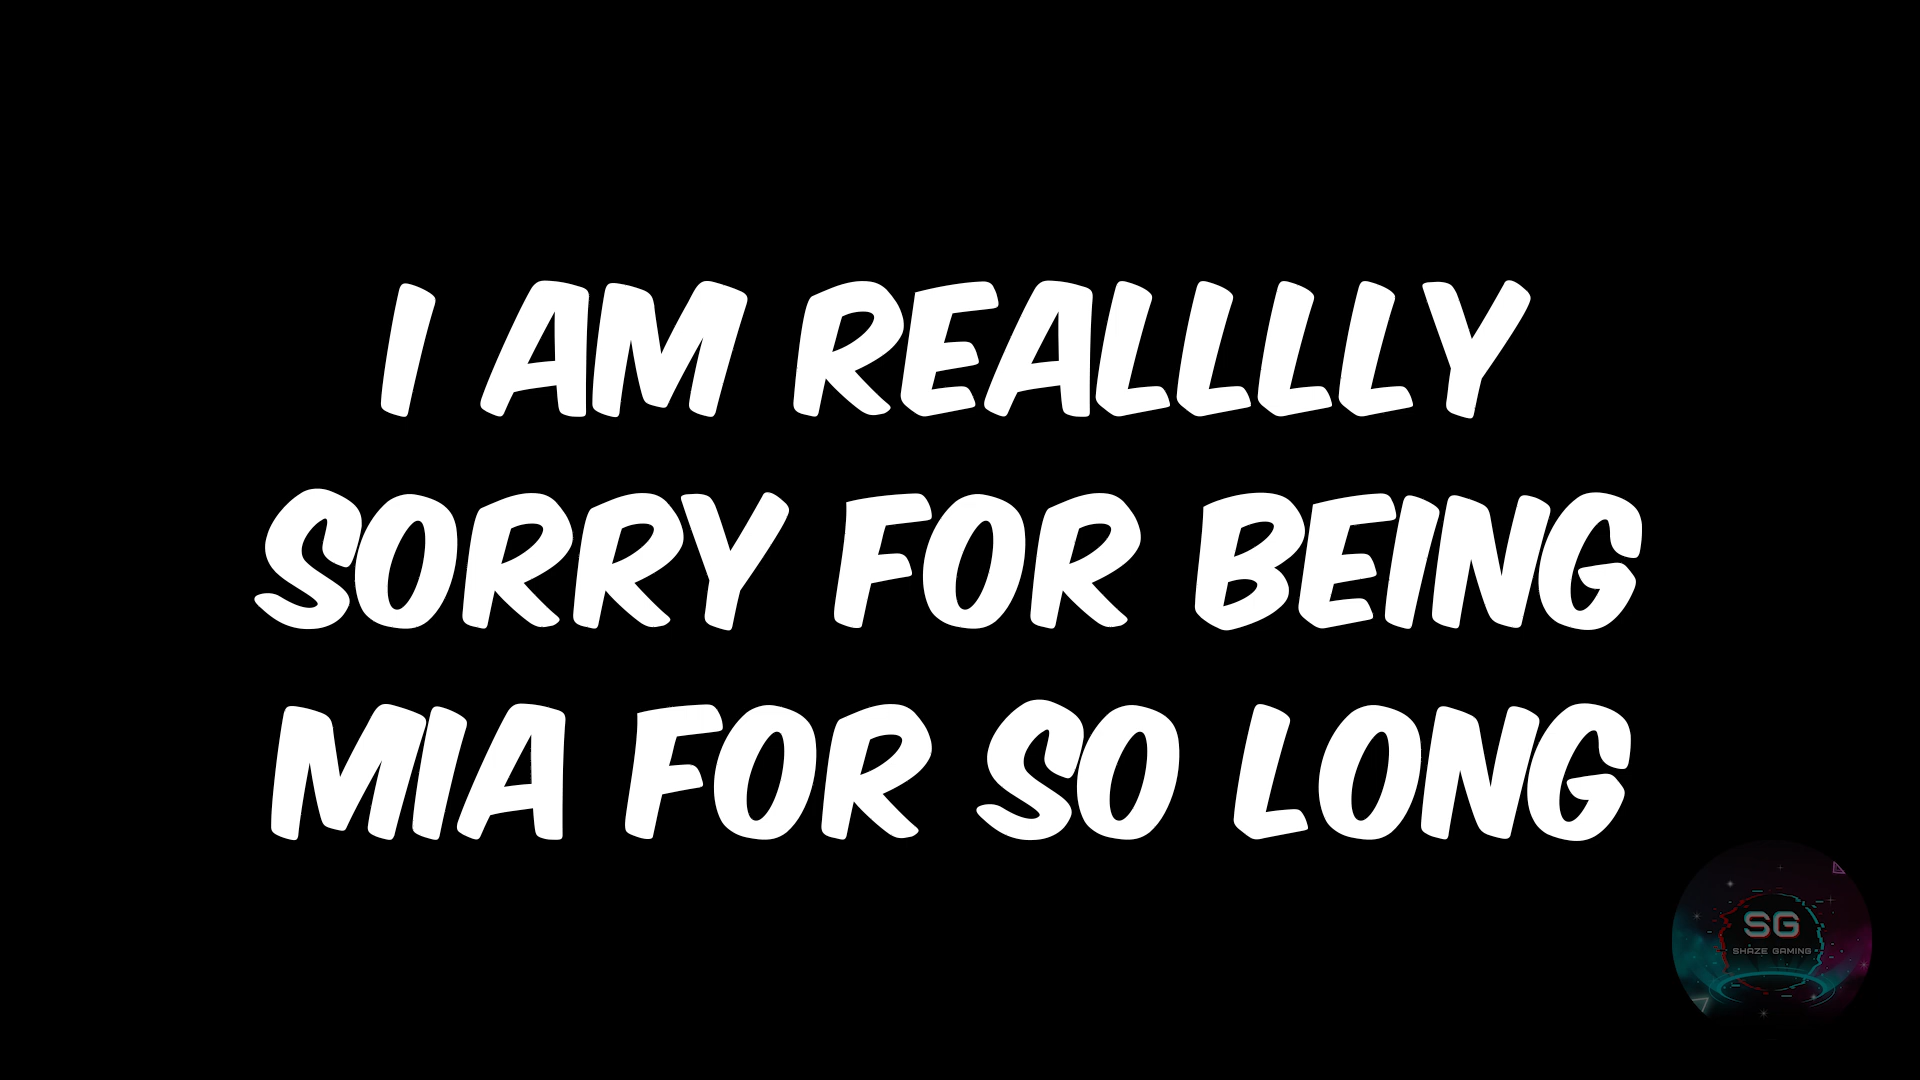 I AM REALLLLY
SORRY FOR BEING
MIA FOR SO LONG
SG
SHAZE GAMING